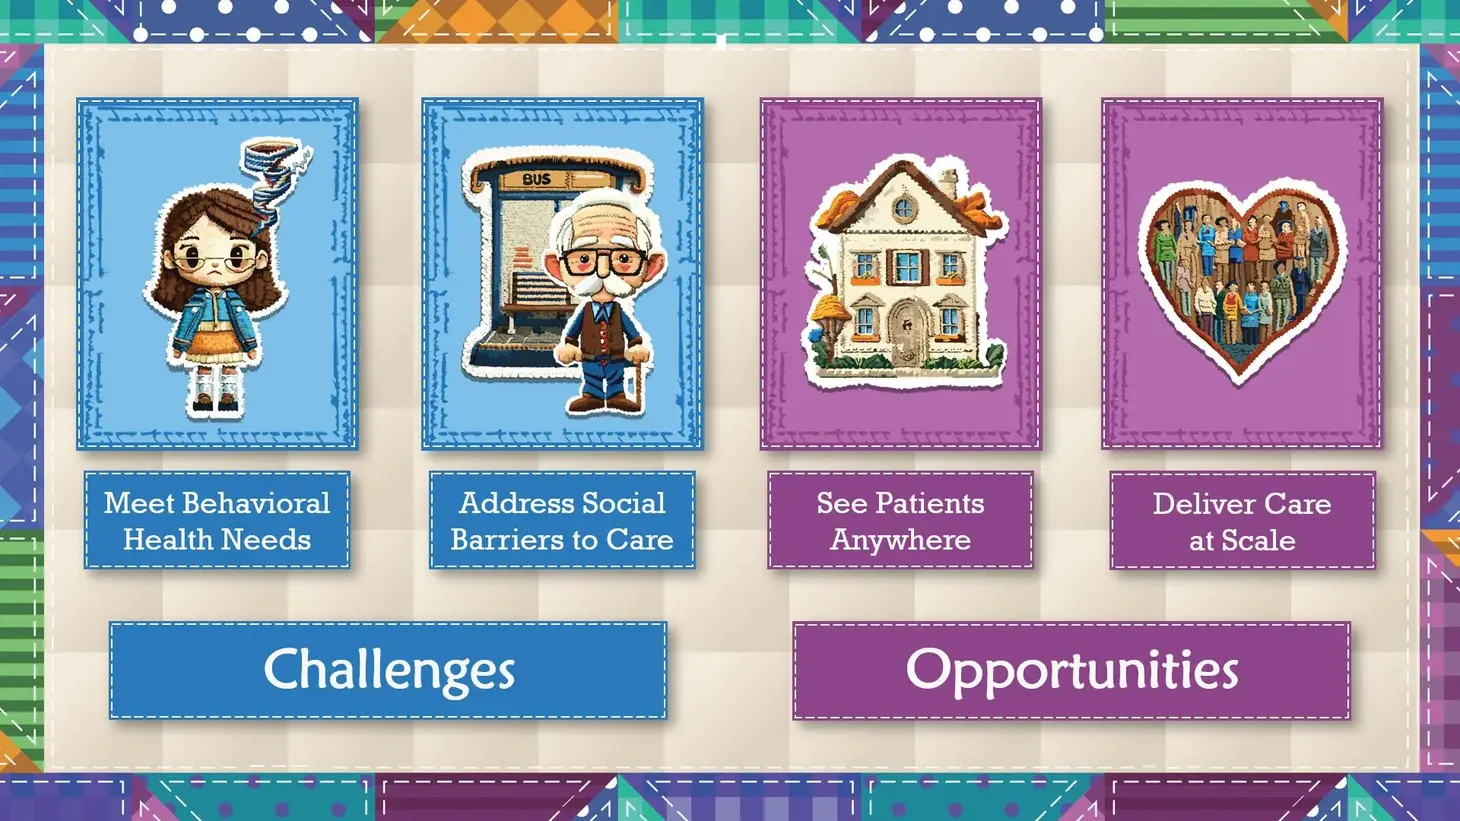 BUS
Meet Behavioral
Health Needs
Address Social
Barriers to Care
See Patients
Anywhere
Deliver Care
at Scale
Challenges
Opportunities